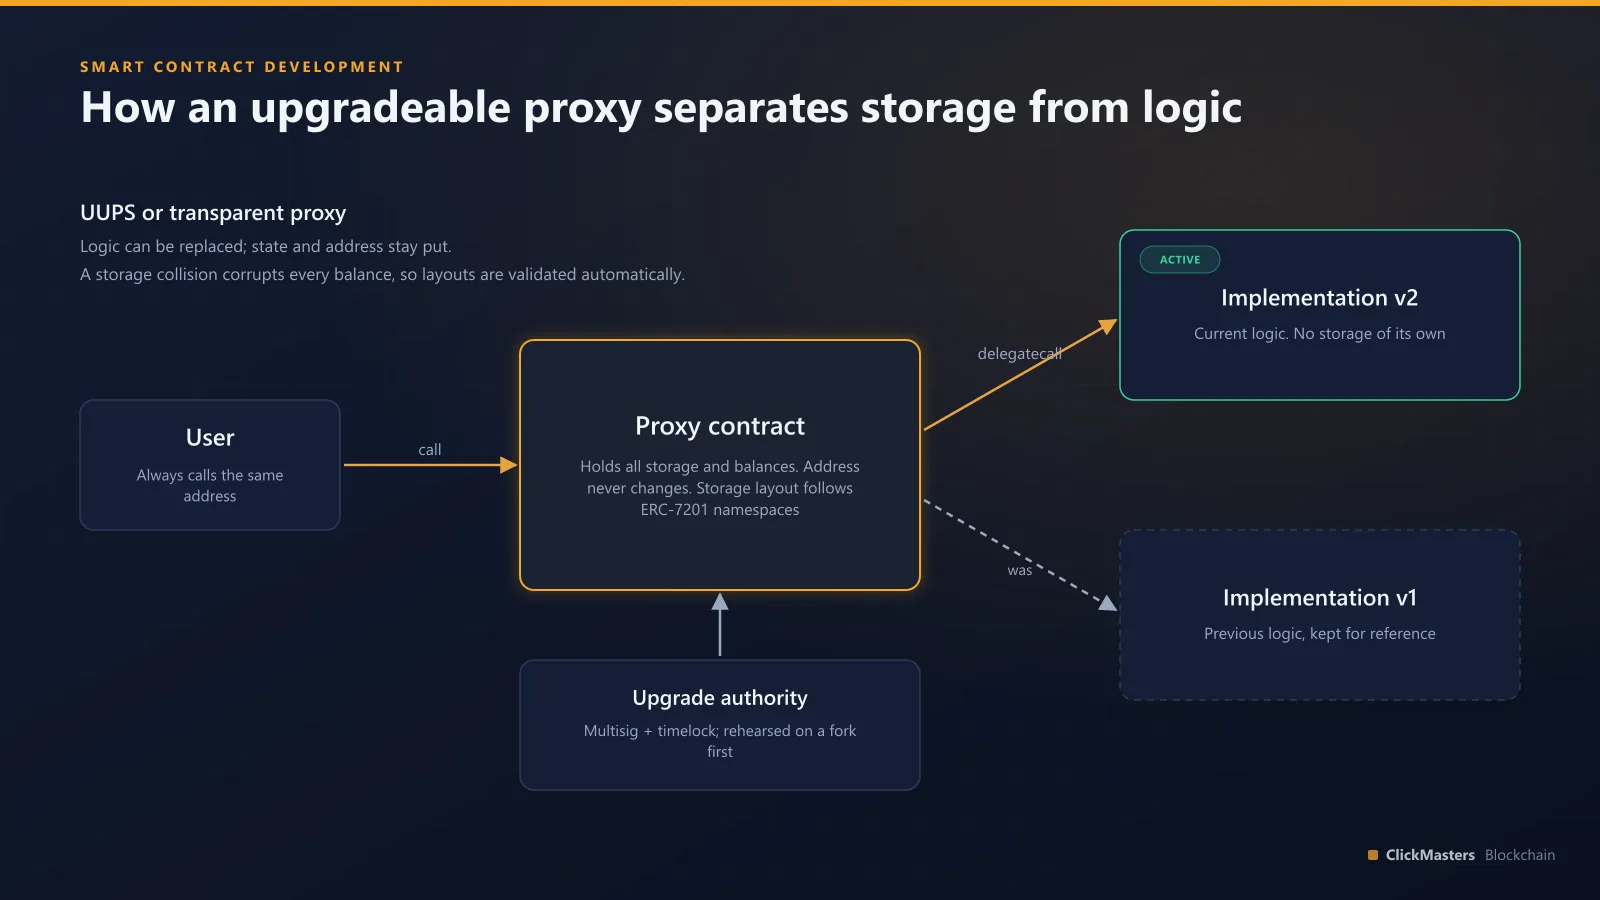 SMART CONTRACT DEVELOPMENT
How an upgradeable proxy separates storage from logic
UUPS or transparent proxy
Logic can be replaced; state and address stay put.
A storage collision corrupts every balance, so layouts are validated automatically.
User
Always calls the same
address
call
Proxy contract
Holds all storage and balances. Address
never changes. Storage layout follows
ERC-7201 namespaces
delegatecall
ACTIVE
Implementation v2
Current logic. No storage of its own
was
Implementation v1
Previous logic, kept for reference
Upgrade authority
Multisig + timelock; rehearsed on a fork
first
ClickMasters Blockchain